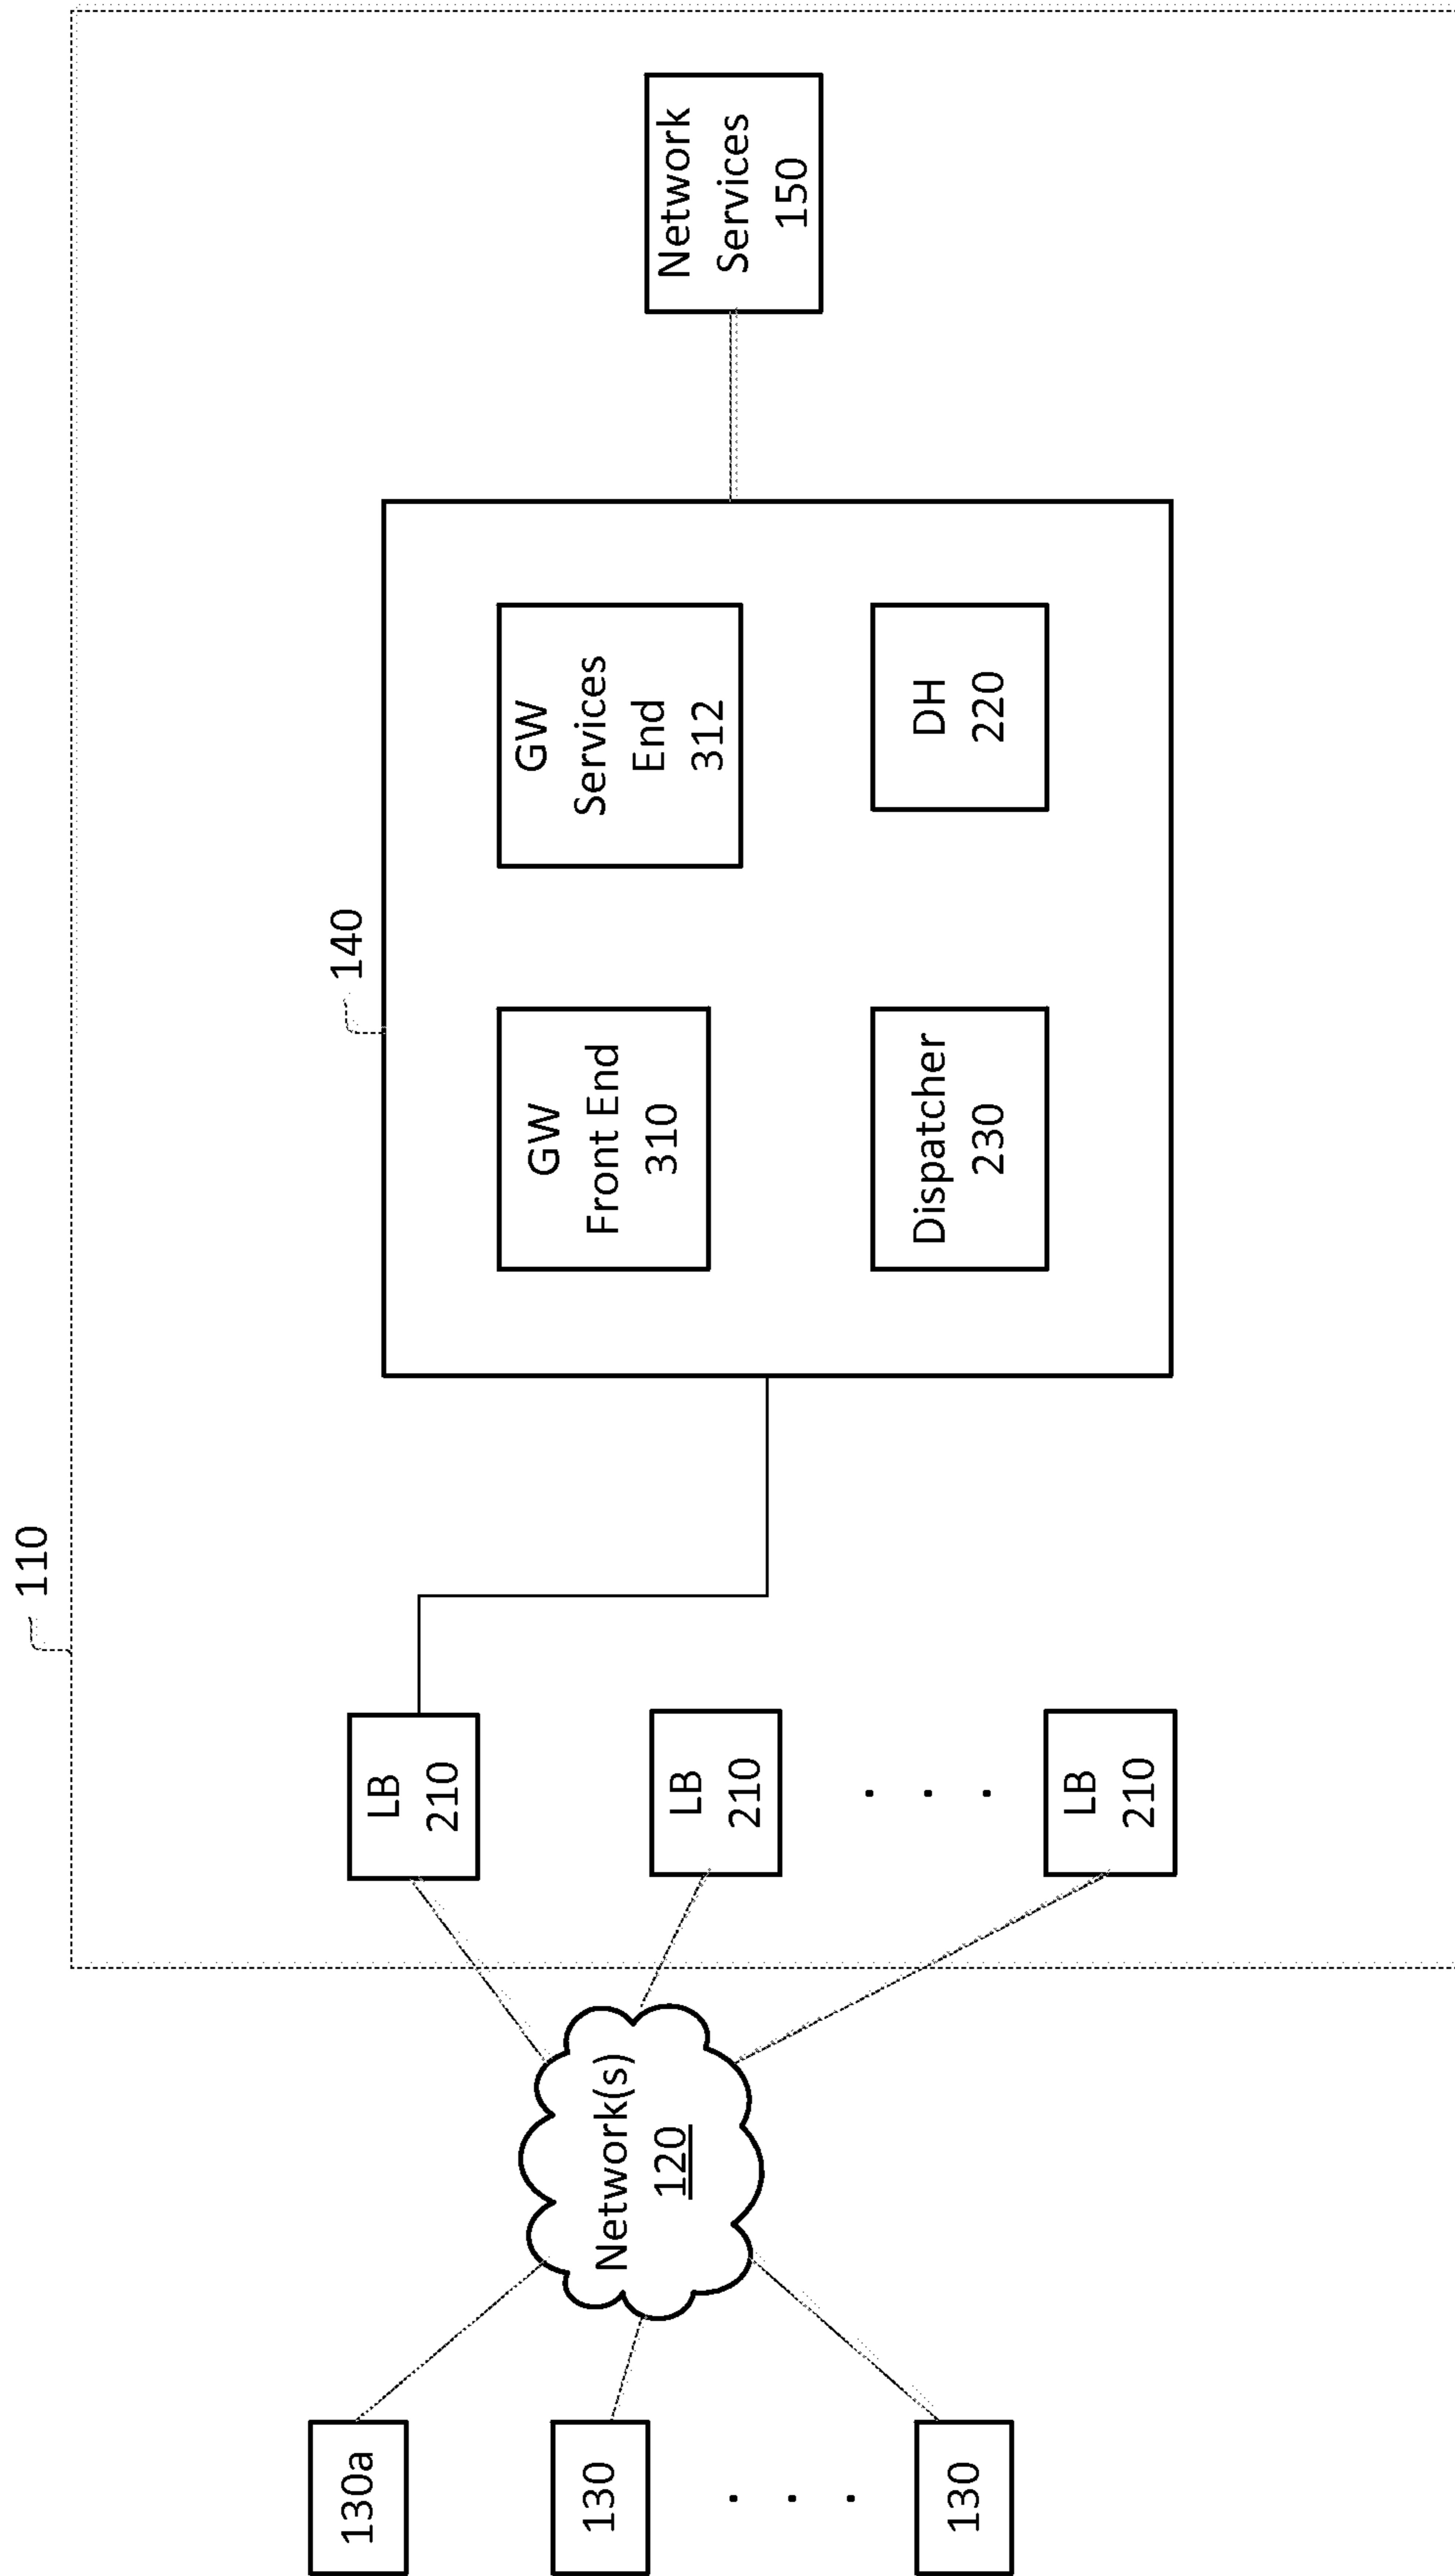 110
140
130a
130
. . .
130
Network(s)
120
LB
210
LB
210
. . .
LB
210
GW
Front End
310
GW
Services
End
312
Dispatcher
230
DH
220
Network
Services
150